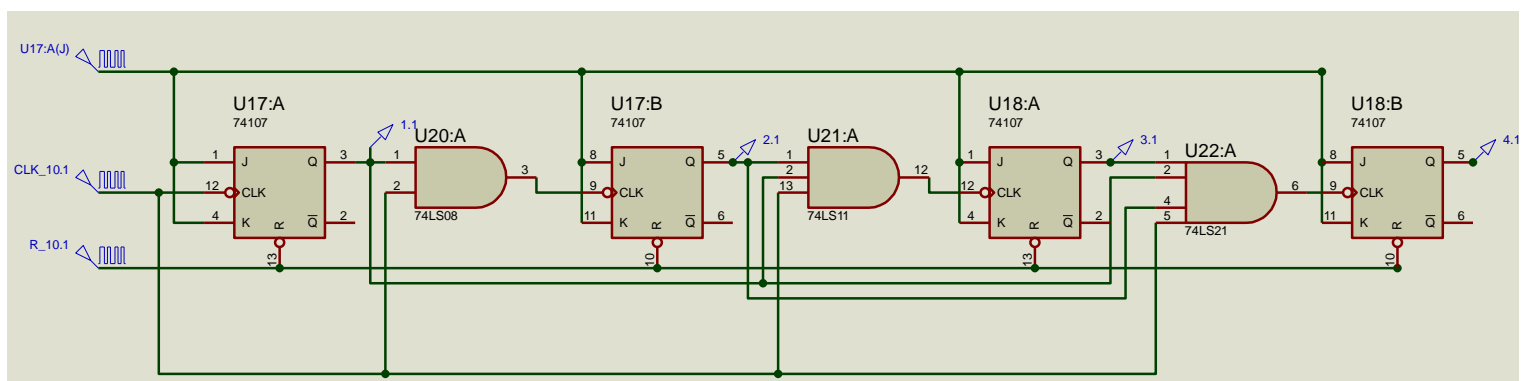 U17:A(J)
CLK_10.1
R_10.1
U17:A
74107
1
J
Q
3
12
CLK
4
K
Q
2
R
13
1.1
U20:A
1
2
3
74LS08
U17:B
74107
8
J
Q
5
9
CLK
11
K
Q
6
R
10
2.1
U21:A
1
2
13
12
74LS11
U18:A
74107
1
J
Q
3
12
CLK
4
K
Q
2
R
13
3.1
U22:A
1
2
4
5
6
74LS21
U18:B
74107
8
J
Q
5
9
CLK
11
K
Q
6
R
10
4.1